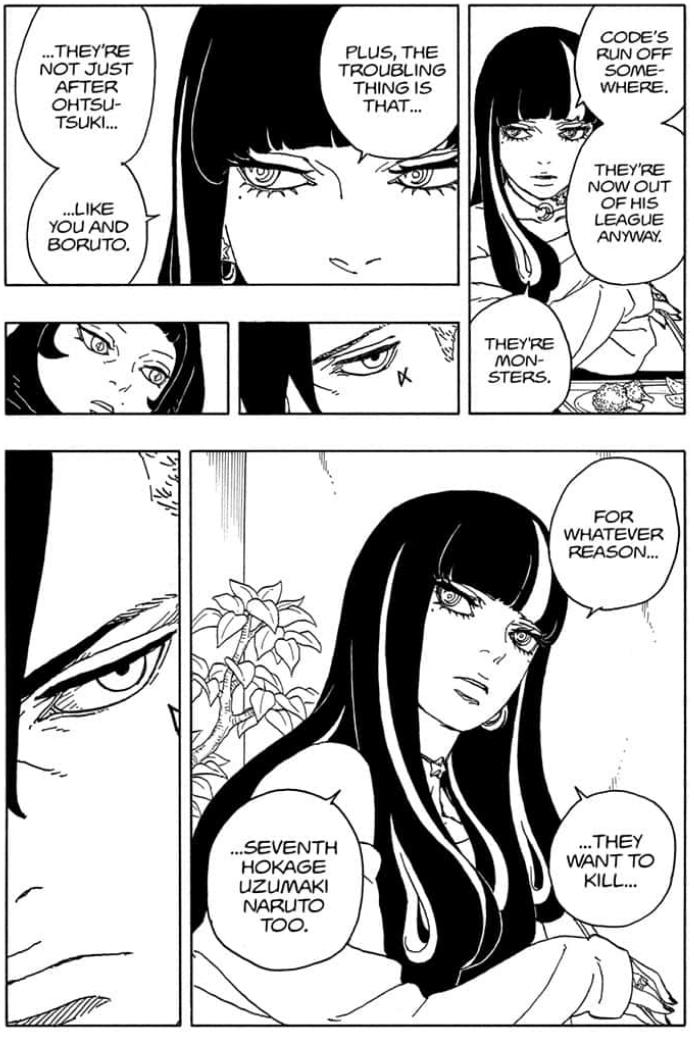 CODE'S
RUN OFF
SOME-
WHERE.
THEY'RE
NOW OUT
OF HIS
LEAGUE
ANYWAY.
THEY'RE
MON-
STERS.
PLUS, THE
TROUBLING
THING IS
THAT...
...THEY'RE
NOT JUST
AFTER
OHTSU-
TSUKI...
...LIKE
YOU AND
BORUTO.
FOR
WHATEVER
REASON...
...THEY
WANT TO
KILL...
...SEVENTH
HOKAGE
UZUMAKI
NARUTO
TOO.